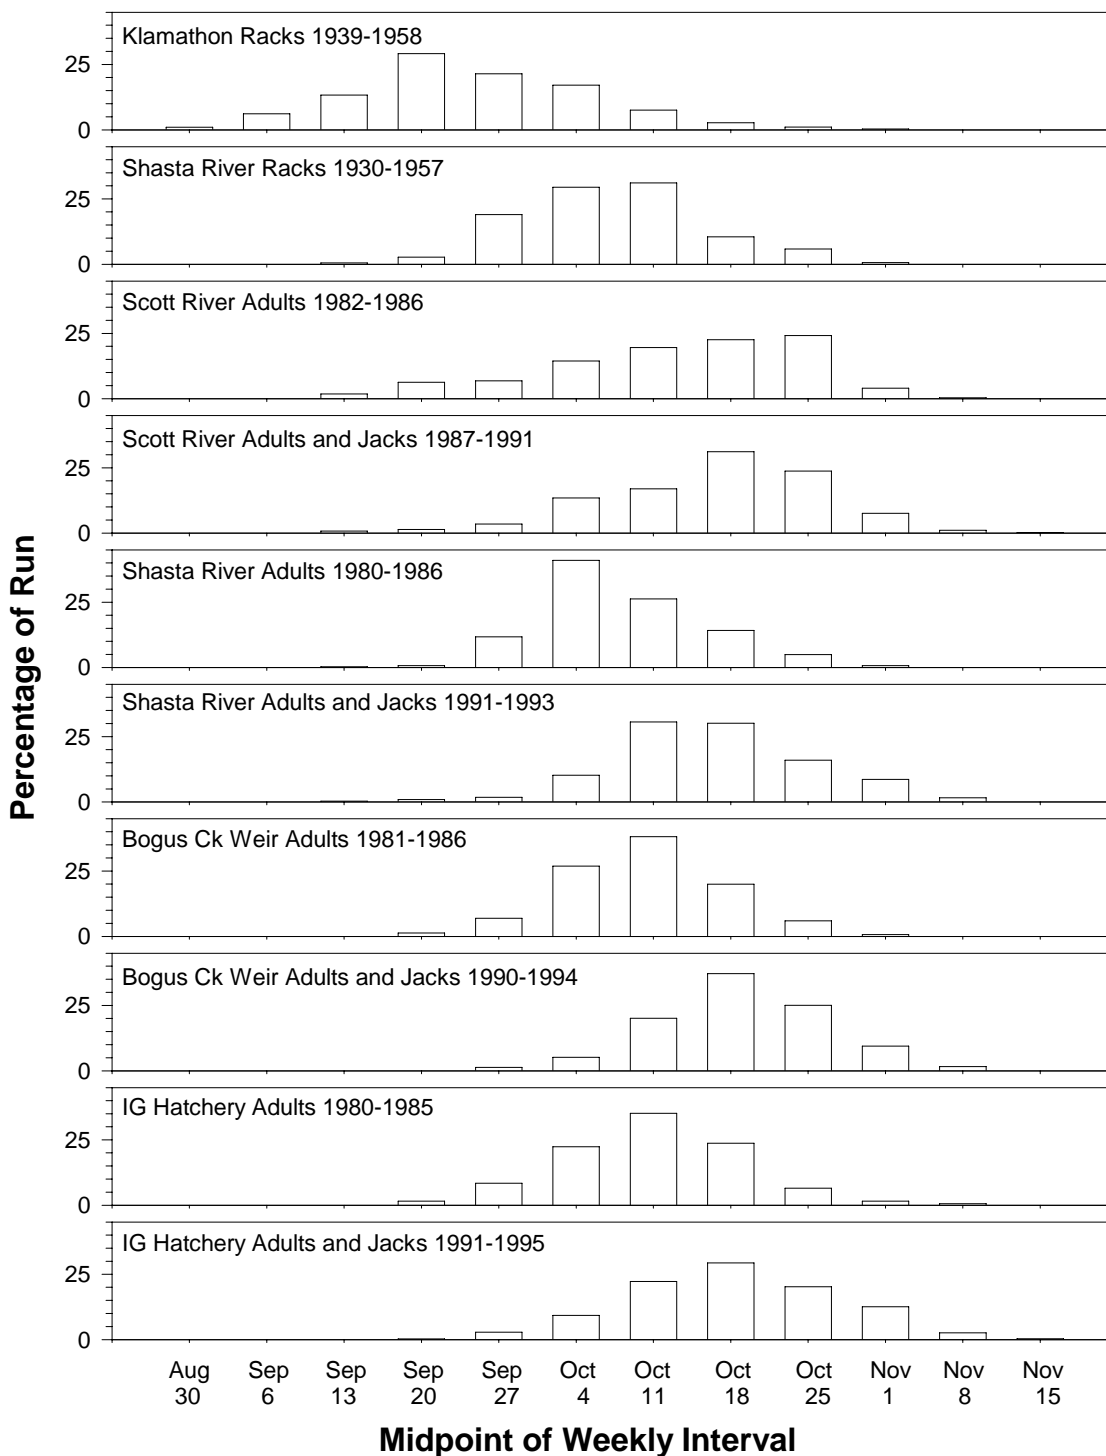 Klamathon Racks 1939-1958
25
0
Shasta River Racks 1930-1957
25
0
Scott River Adults 1982-1986
25
0
Scott River Adults and Jacks 1987-1991
25
0
Shasta River Adults 1980-1986
25
0
Shasta River Adults and Jacks 1991-1993
25
0
Bogus Ck Weir Adults 1981-1986
25
0
Bogus Ck Weir Adults and Jacks 1990-1994
25
0
IG Hatchery Adults 1980-1985
25
0
IG Hatchery Adults and Jacks 1991-1995
25
0
Percentage of Run
Aug Sep Sep Sep Sep Oct Oct Oct Oct Nov Nov Nov
30 6 13 20 27 4 11 18 25 1 8 15
Midpoint of Weekly Interval